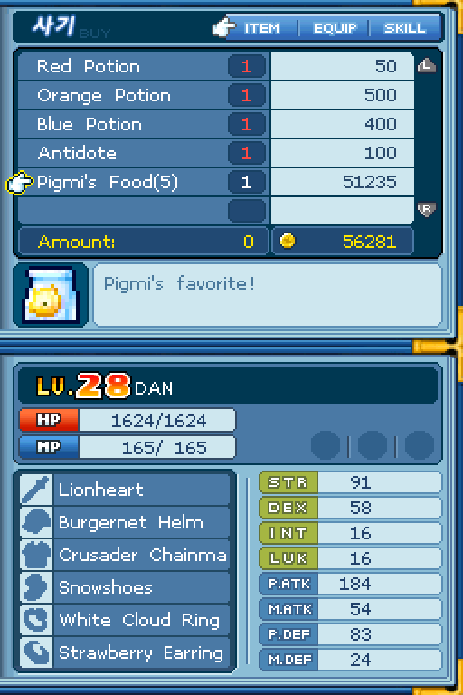 사기 BUY ITEM EQUIP SKILL
Red Potion 1 50 L
Orange Potion 1 500
Blue Potion 1 400
Antidote 1 100
Pigmi's Food(5) 1 51235
R
Amount: 0 56281
Pigmi's favorite!
LV.28 DAN
HP 1624/1624
MP 165/ 165
Lionheart
Burgernet Helm
Crusader Chainma
Snowshoes
White Cloud Ring
Strawberry Earring
STR 91
DEX 58
INT 16
LUK 16
P.ATK 184
M.ATK 54
P.DEF 83
M.DEF 24